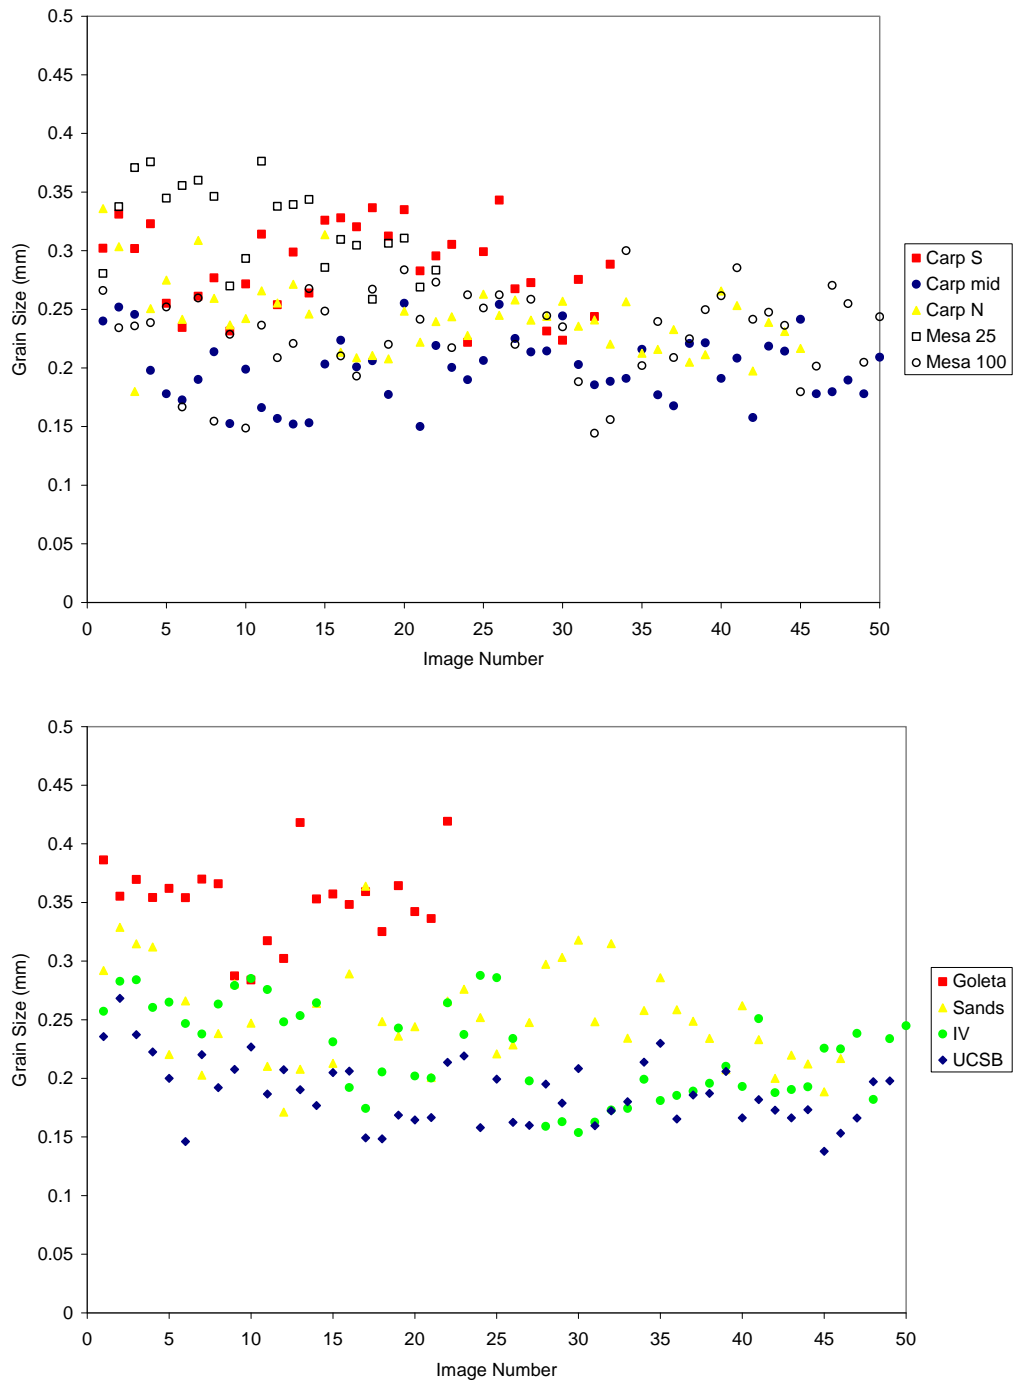 0.5
0.45
0.4
0.35
0.3
0.25
0.2
0.15
0.1
0.05
0
Grain Size (mm)
0 5 10 15 20 25 30 35 40 45 50
Image Number
Carp S
Carp mid
Carp N
Mesa 25
Mesa 100
0.5
0.45
0.4
0.35
0.3
0.25
0.2
0.15
0.1
0.05
0
Grain Size (mm)
0 5 10 15 20 25 30 35 40 45 50
Image Number
Goleta
Sands
IV
UCSB